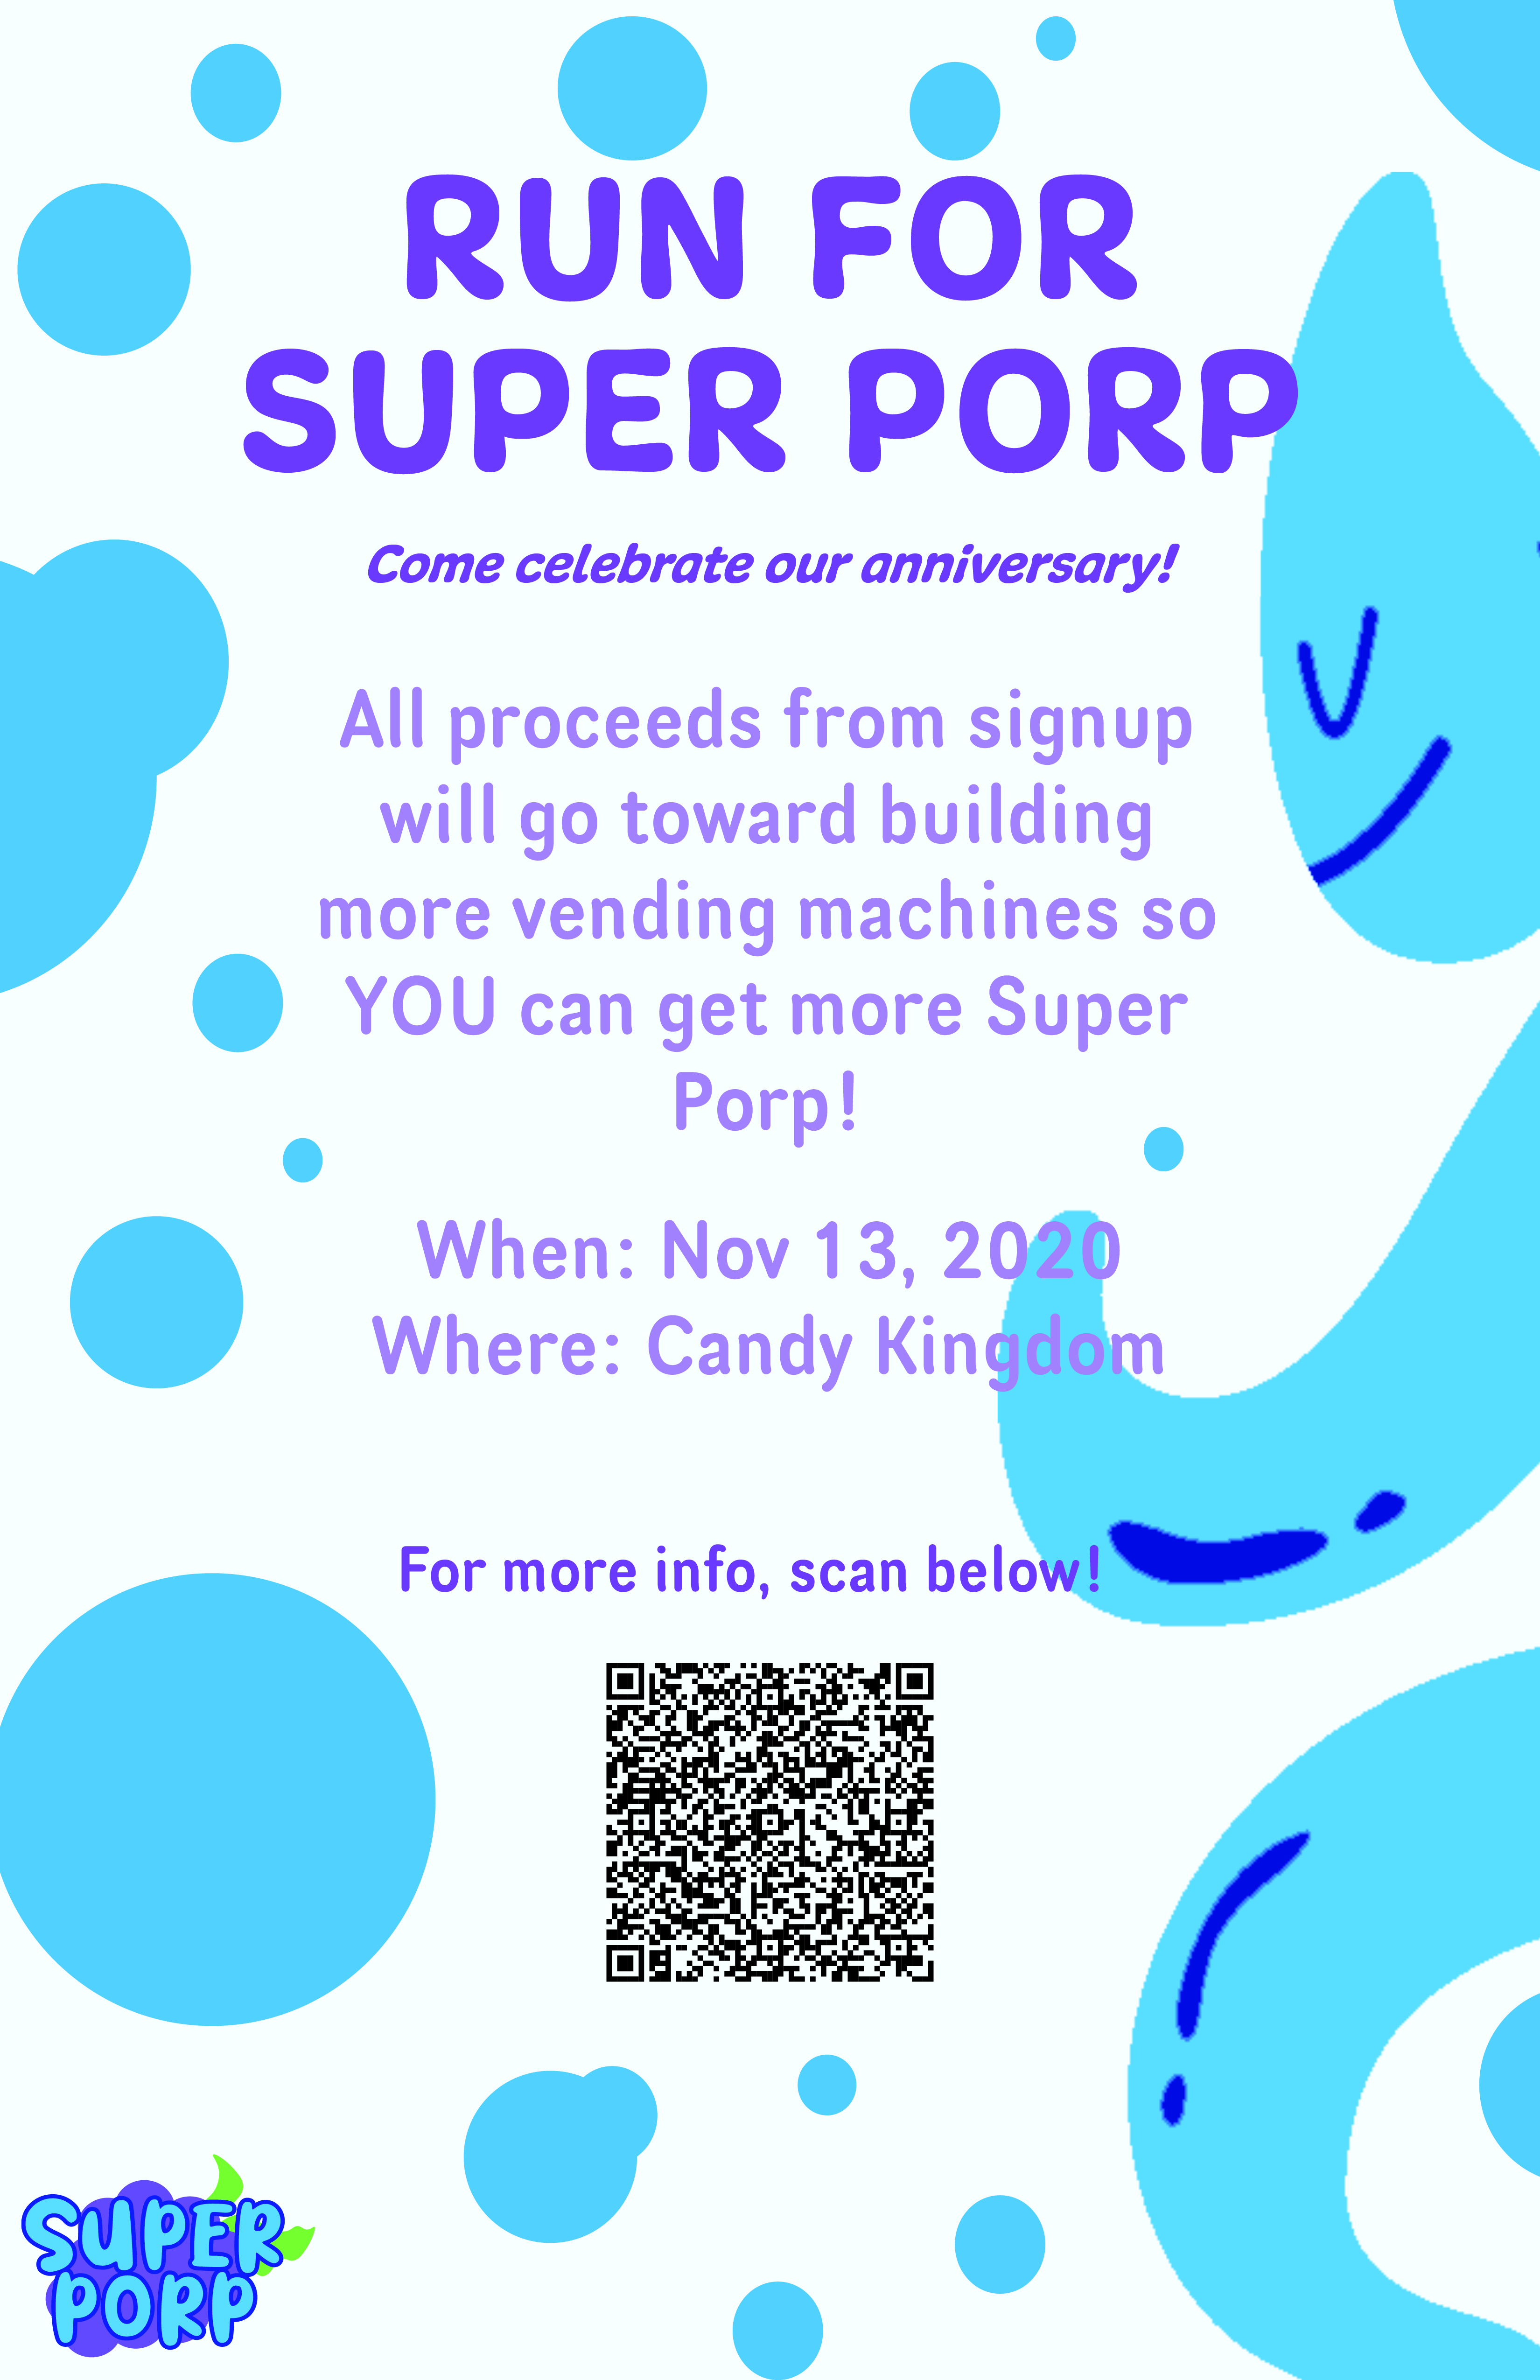 RUN FOR
SUPER PORP
Come celebrate our anniversary!
All proceeds from signup
will go toward building
more vending machines so
YOU can get more Super
Porp!
When: Nov 13, 2020
Where: Candy Kingdom
For more info, scan below!
SUPER
PORP